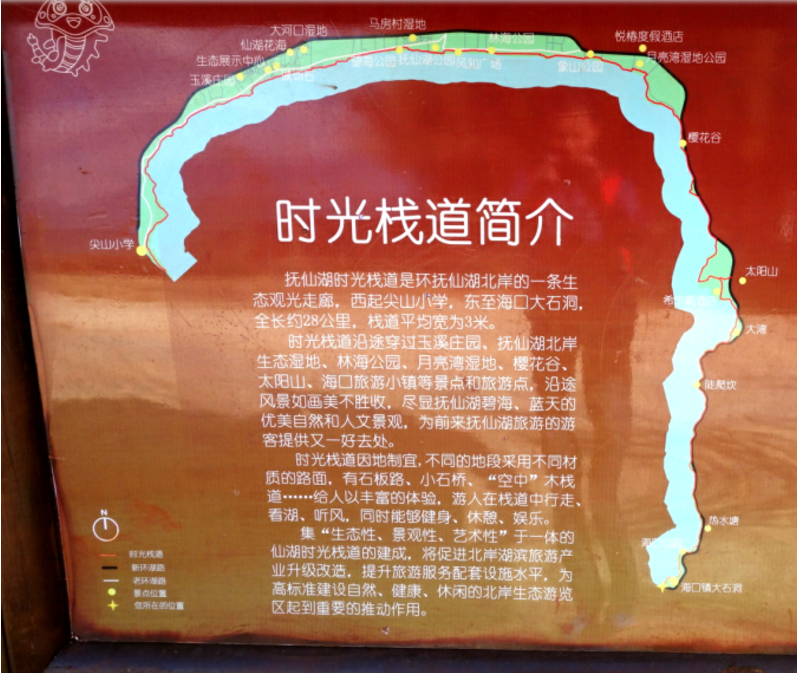 马房村湿地
大河口湿地
仙湖花海
林海公园
悦椿度假酒店
生态展示中心
抚仙湖公园
广场
象山公园
月亮湾湿地公园
玉溪庄园
樱花谷
尖山小学
太阳山
大湾
陡爬坎
热水塘
海口镇大石洞
时光栈道简介
抚仙湖时光栈道是环抚仙湖北岸的一条生
态观光走廊，西起尖山小学，东至海口大石洞，
全长约28公里，栈道平均宽为3米。
时光栈道沿途穿过玉溪庄园、抚仙湖北岸
生态湿地、林海公园、月亮湾湿地、樱花谷、
太阳山、海口旅游小镇等景点和旅游点，沿途
风景如画美不胜收，尽显抚仙湖碧海、蓝天的
优美自然和人文景观，为前来抚仙湖旅游的游
客提供又一好去处。
时光栈道因地制宜，不同的地段采用不同材
质的路面，有石板路、小石桥、“空中”木栈
道……给人以丰富的体验，游人在栈道中行走、
看湖、听风，同时能够健身、休憩、娱乐。
集“生态性、景观性、艺术性”于一体的
仙湖时光栈道的建成，将促进北岸湖滨旅游产
业升级改造，提升旅游服务配套设施水平，为
高标准建设自然、健康、休闲的北岸生态游览
区起到重要的推动作用。
N
时光栈道
新环湖路
老环湖路
景点位置
您所在的位置